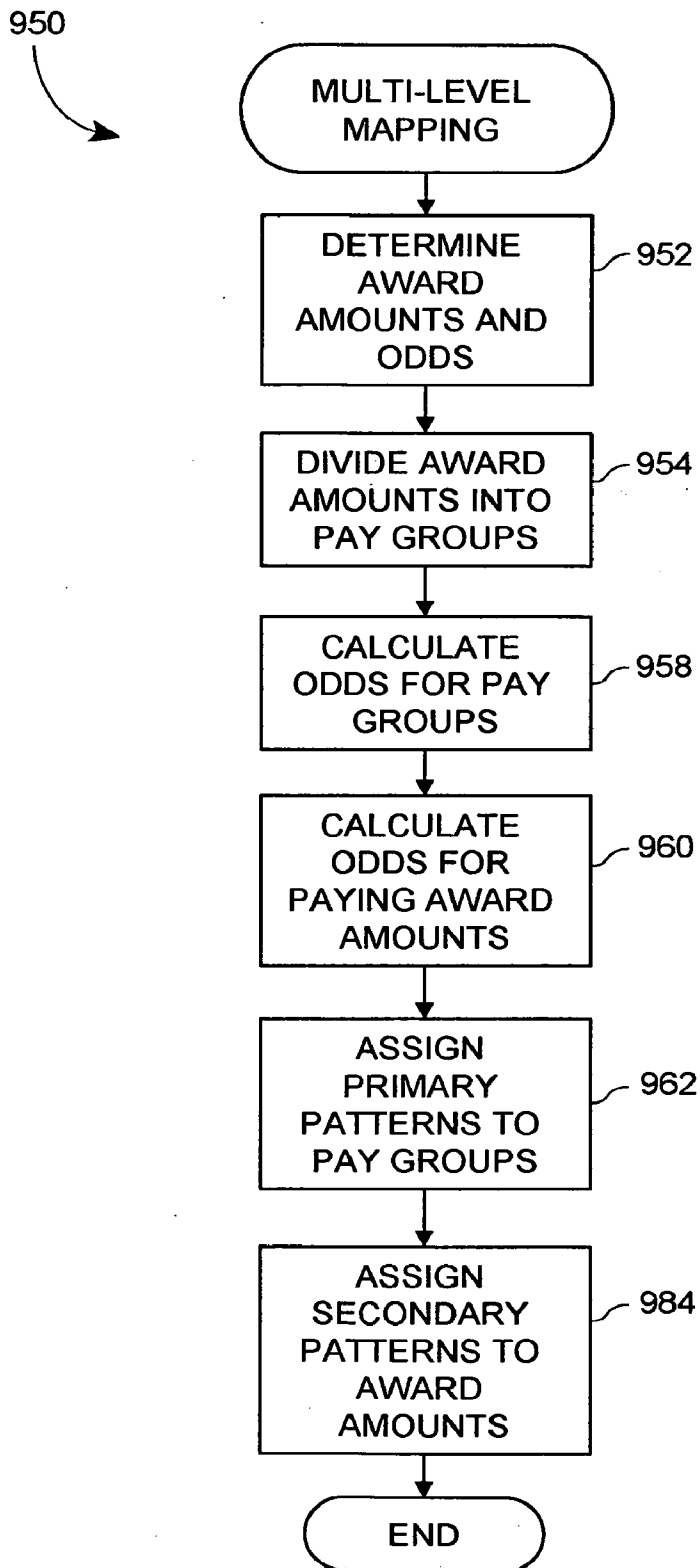 950
MULTI-LEVEL
MAPPING
DETERMINE
AWARD
AMOUNTS AND
ODDS
952
DIVIDE AWARD
AMOUNTS INTO
PAY GROUPS
954
CALCULATE
ODDS FOR PAY
GROUPS
958
CALCULATE
ODDS FOR
PAYING AWARD
AMOUNTS
960
ASSIGN
PRIMARY
PATTERNS TO
PAY GROUPS
962
ASSIGN
SECONDARY
PATTERNS TO
AWARD
AMOUNTS
984
END